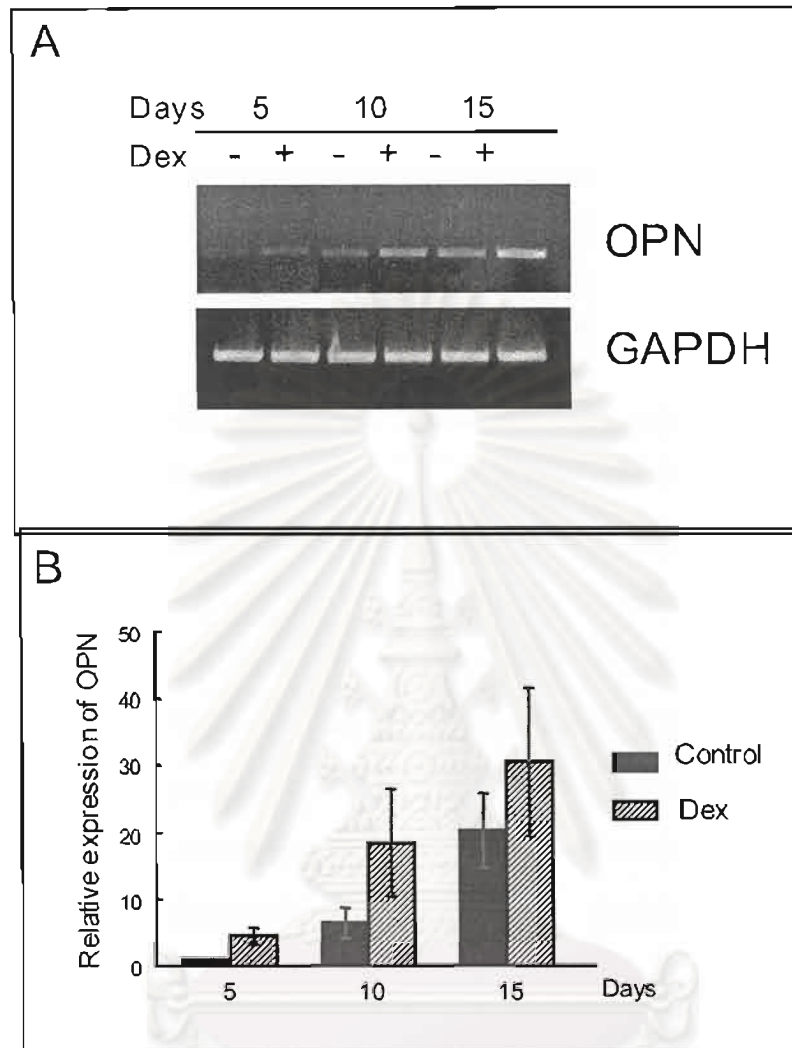 A
Days 5 10 15
Dex - + - + - +
OPN
GAPDH
B
Relative expression of OPN
50
40
30
20
10
0
5 10 15 Days
Control
Dex